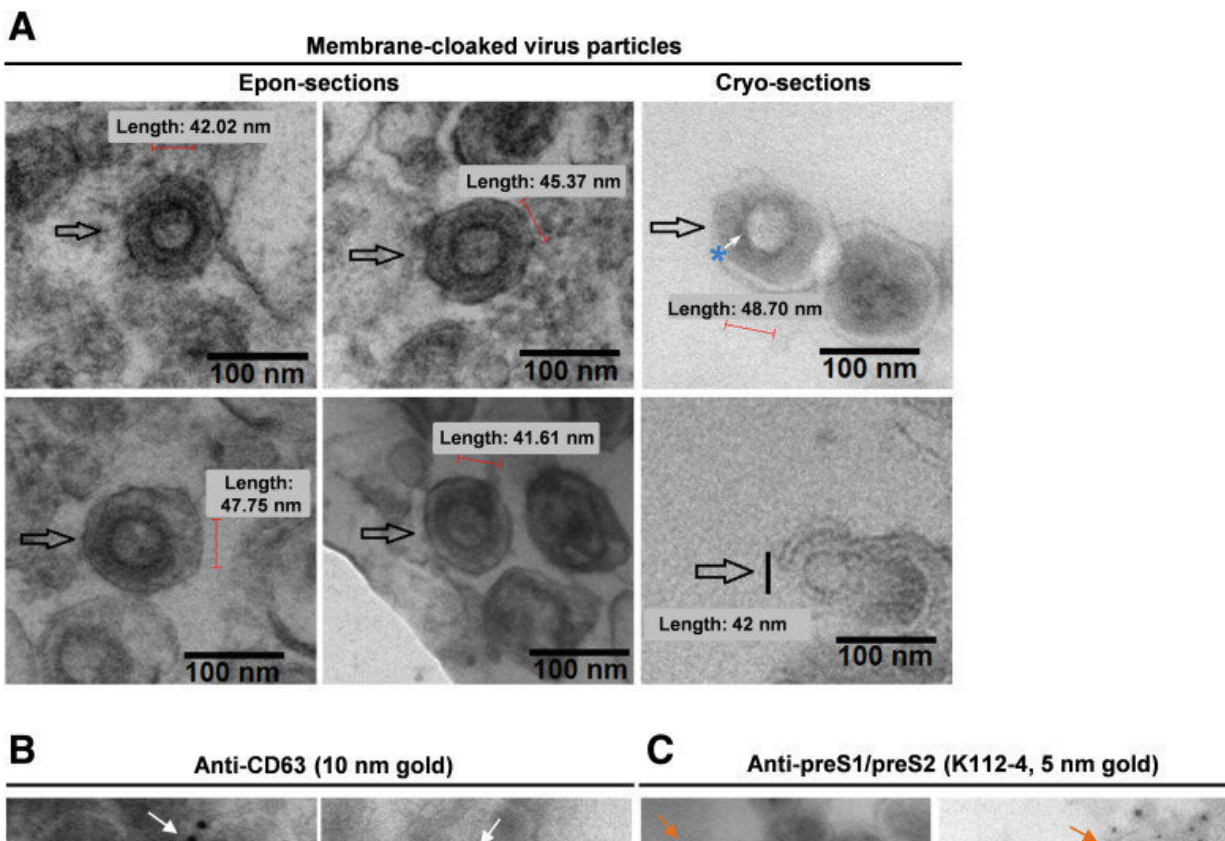 A
Membrane-cloaked virus particles
Epon-sections
Cryo-sections
Length: 42.02 nm
100 nm
Length: 45.37 nm
100 nm
*
Length: 48.70 nm
100 nm
Length:
47.75 nm
100 nm
Length: 41.61 nm
100 nm
Length: 42 nm
100 nm
B
Anti-CD63 (10 nm gold)
C
Anti-preS1/preS2 (K112-4, 5 nm gold)